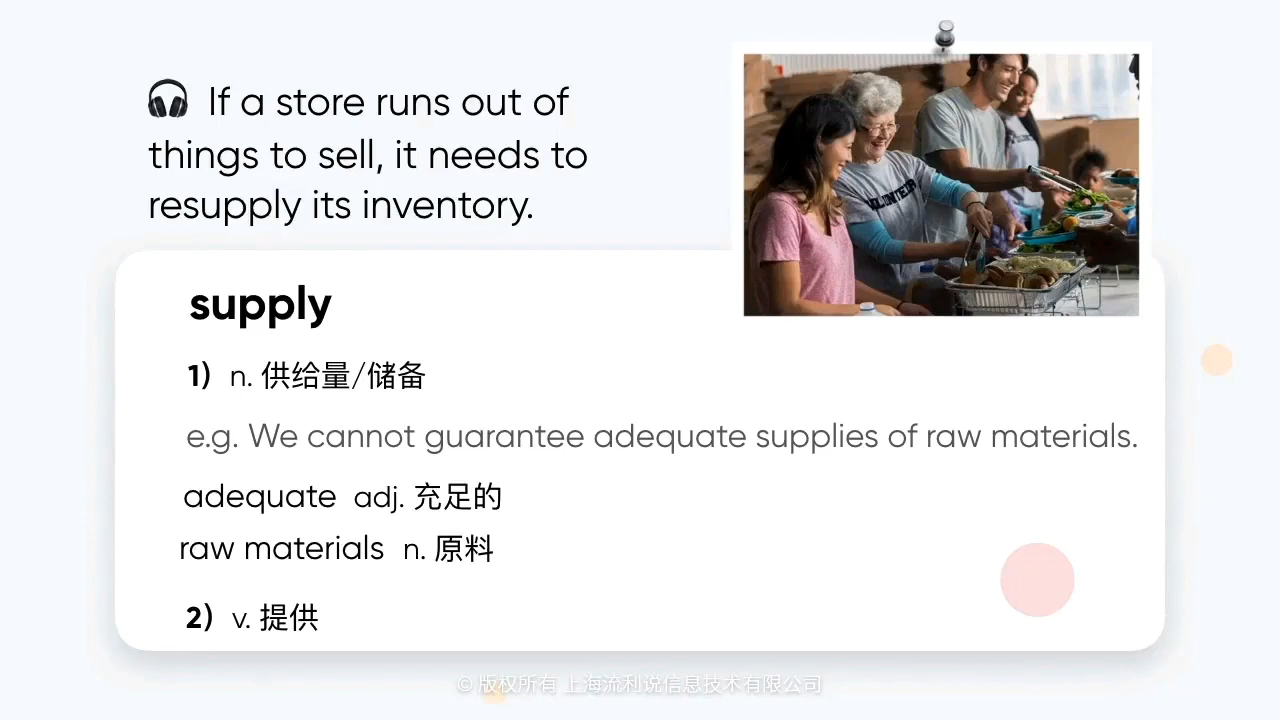 If a store runs out of
things to sell, it needs to
resupply its inventory.
VOLUNTEER
supply
1) n. 供给量/储备
e.g. We cannot guarantee adequate supplies of raw materials.
adequate adj. 充足的
raw materials n. 原料
2) v. 提供
© 版权所有 上海流利说信息技术有限公司